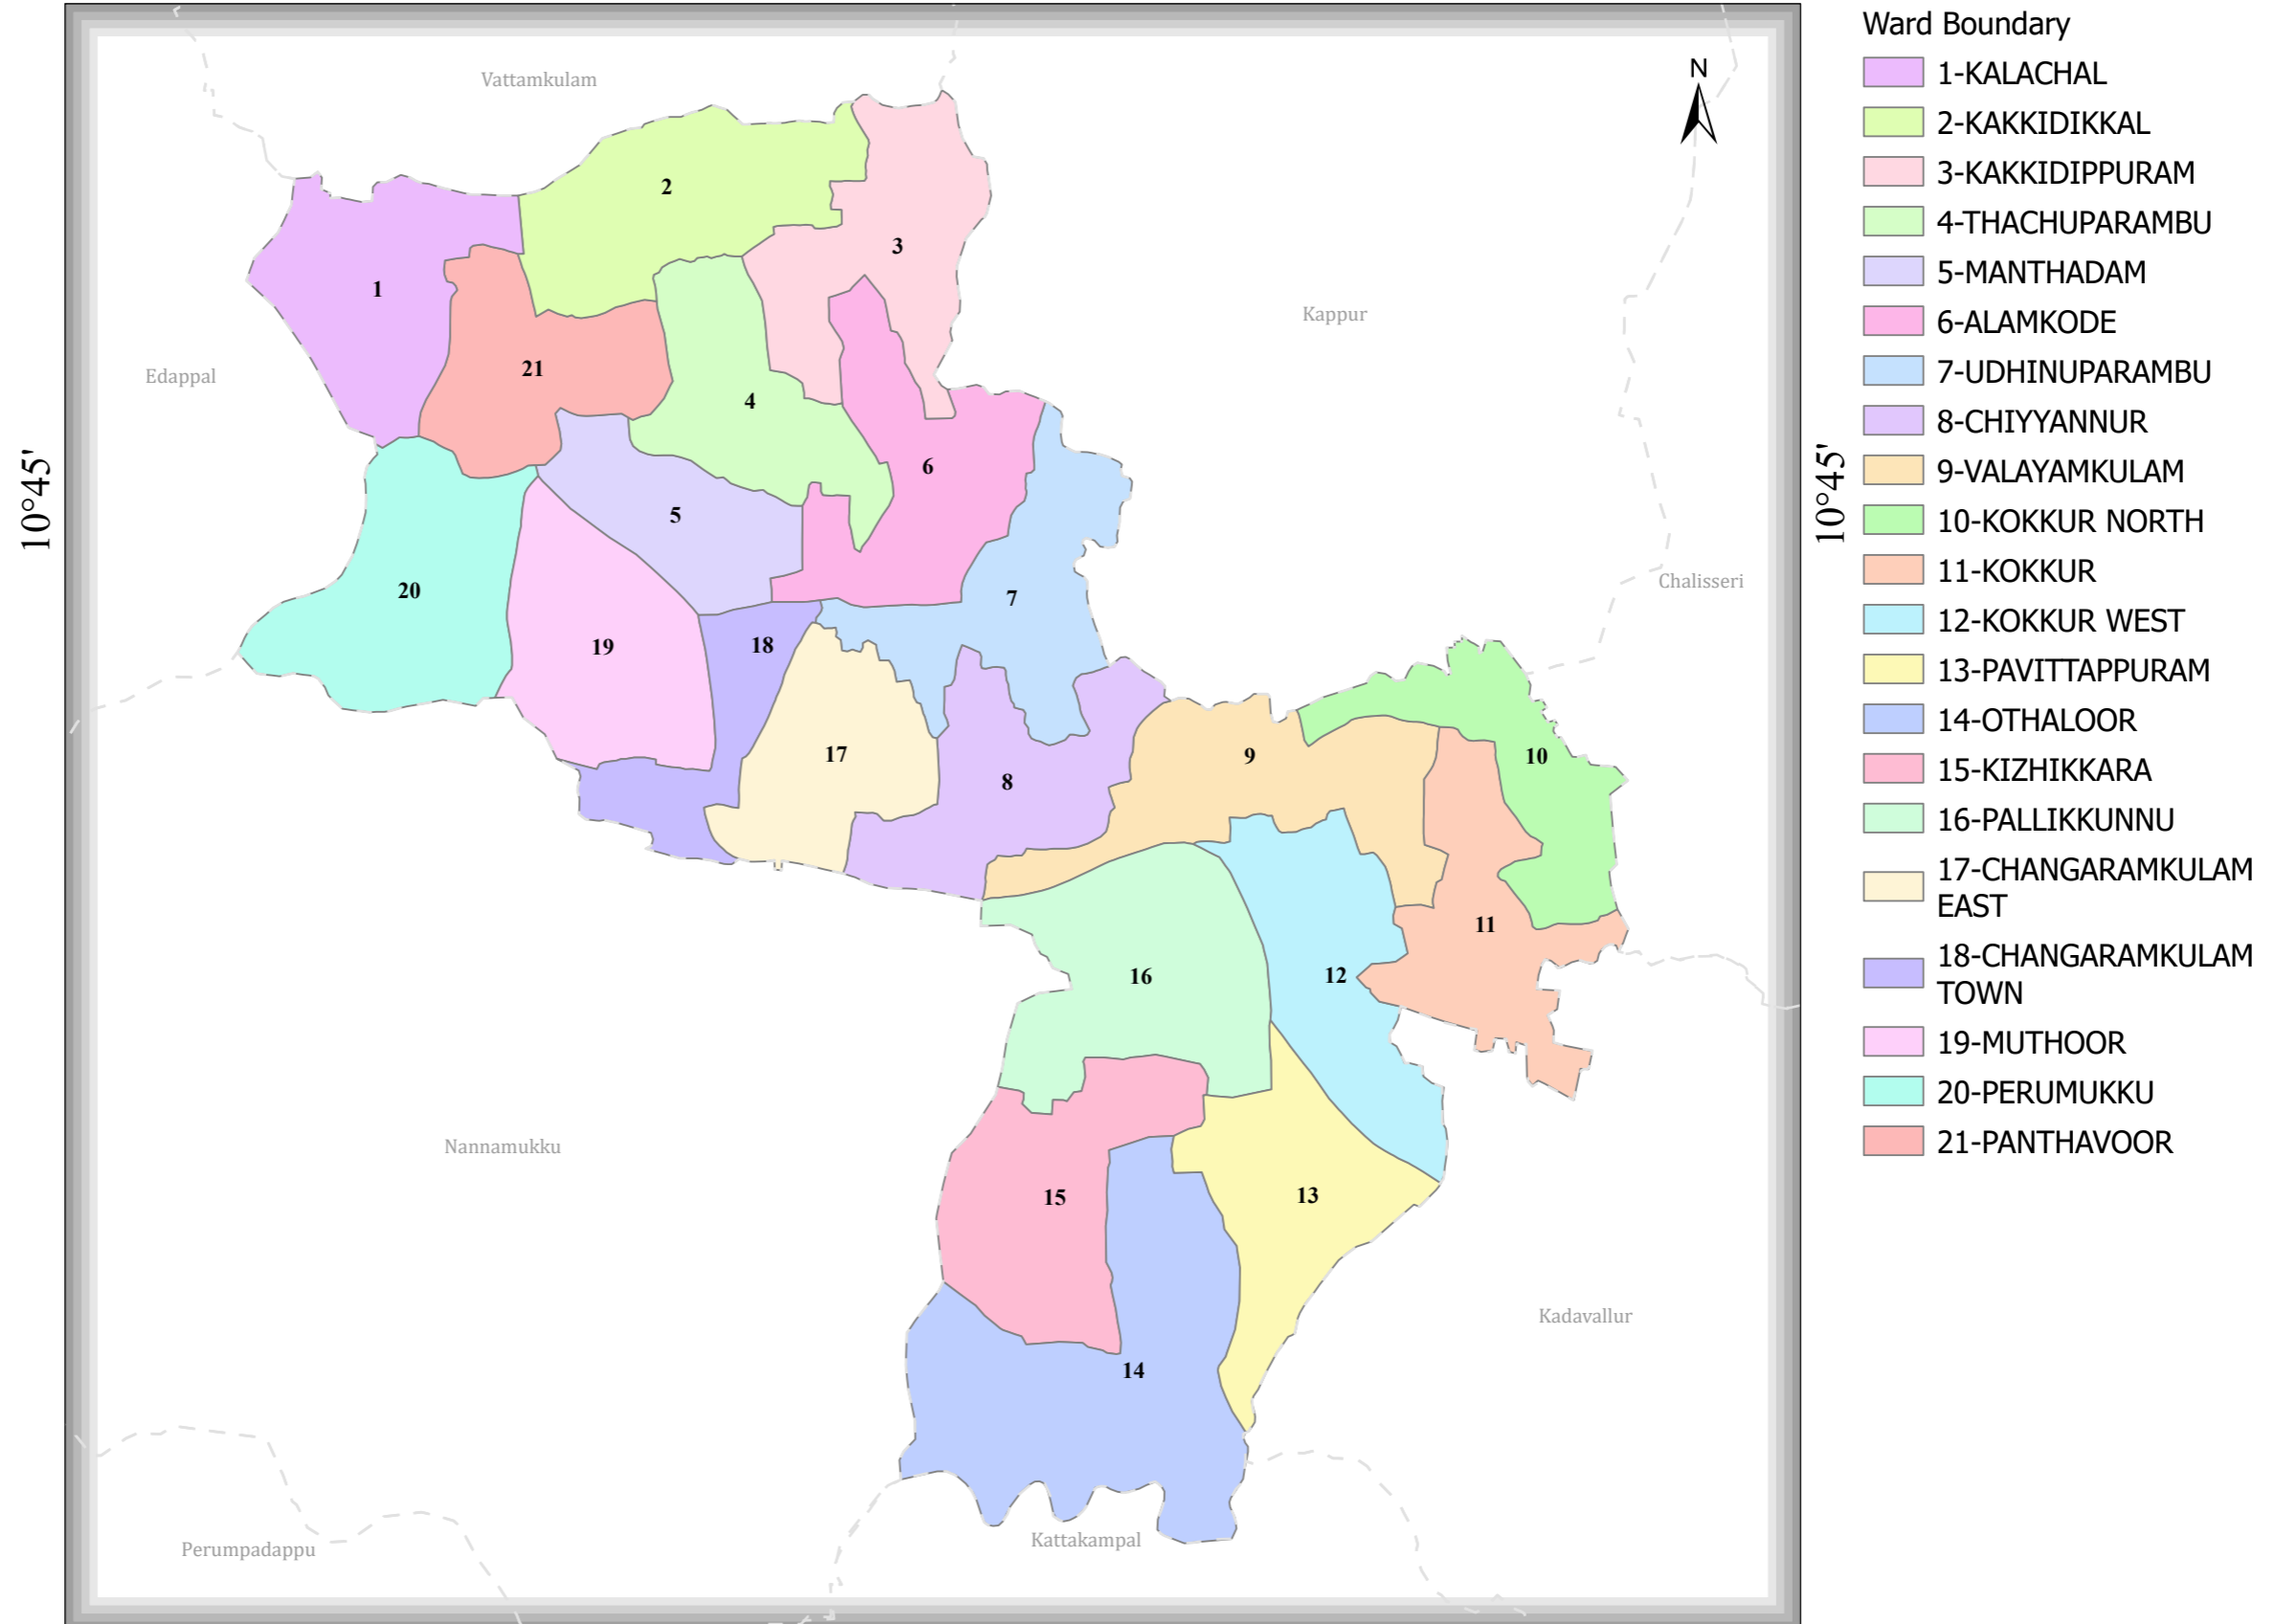 Ward Boundary
1-KALACHAL
2-KAKKIDIKKAL
3-KAKKIDIPPURAM
4-THACHUPARAMBU
5-MANTHADAM
6-ALAMKODE
7-UDHINUPARAMBU
8-CHIYYANNUR
9-VALAYAMKULAM
10-KOKKUR NORTH
11-KOKKUR
12-KOKKUR WEST
13-PAVITTAPPURAM
14-OTHALOOR
15-KIZHIKKARA
16-PALLIKKUNNU
17-CHANGARAMKULAM
EAST
18-CHANGARAMKULAM
TOWN
19-MUTHOOR
20-PERUMUKKU
21-PANTHAVOOR
N
Vattamkulam
2
3
1
Kappur
21
Edappal
4
6
10°45'
10°45'
5
Chalisseri
20
7
18
19
17
9
10
8
11
16
12
Nannamukku
15
13
Kadavallur
14
Kattakampal
Perumpadappu